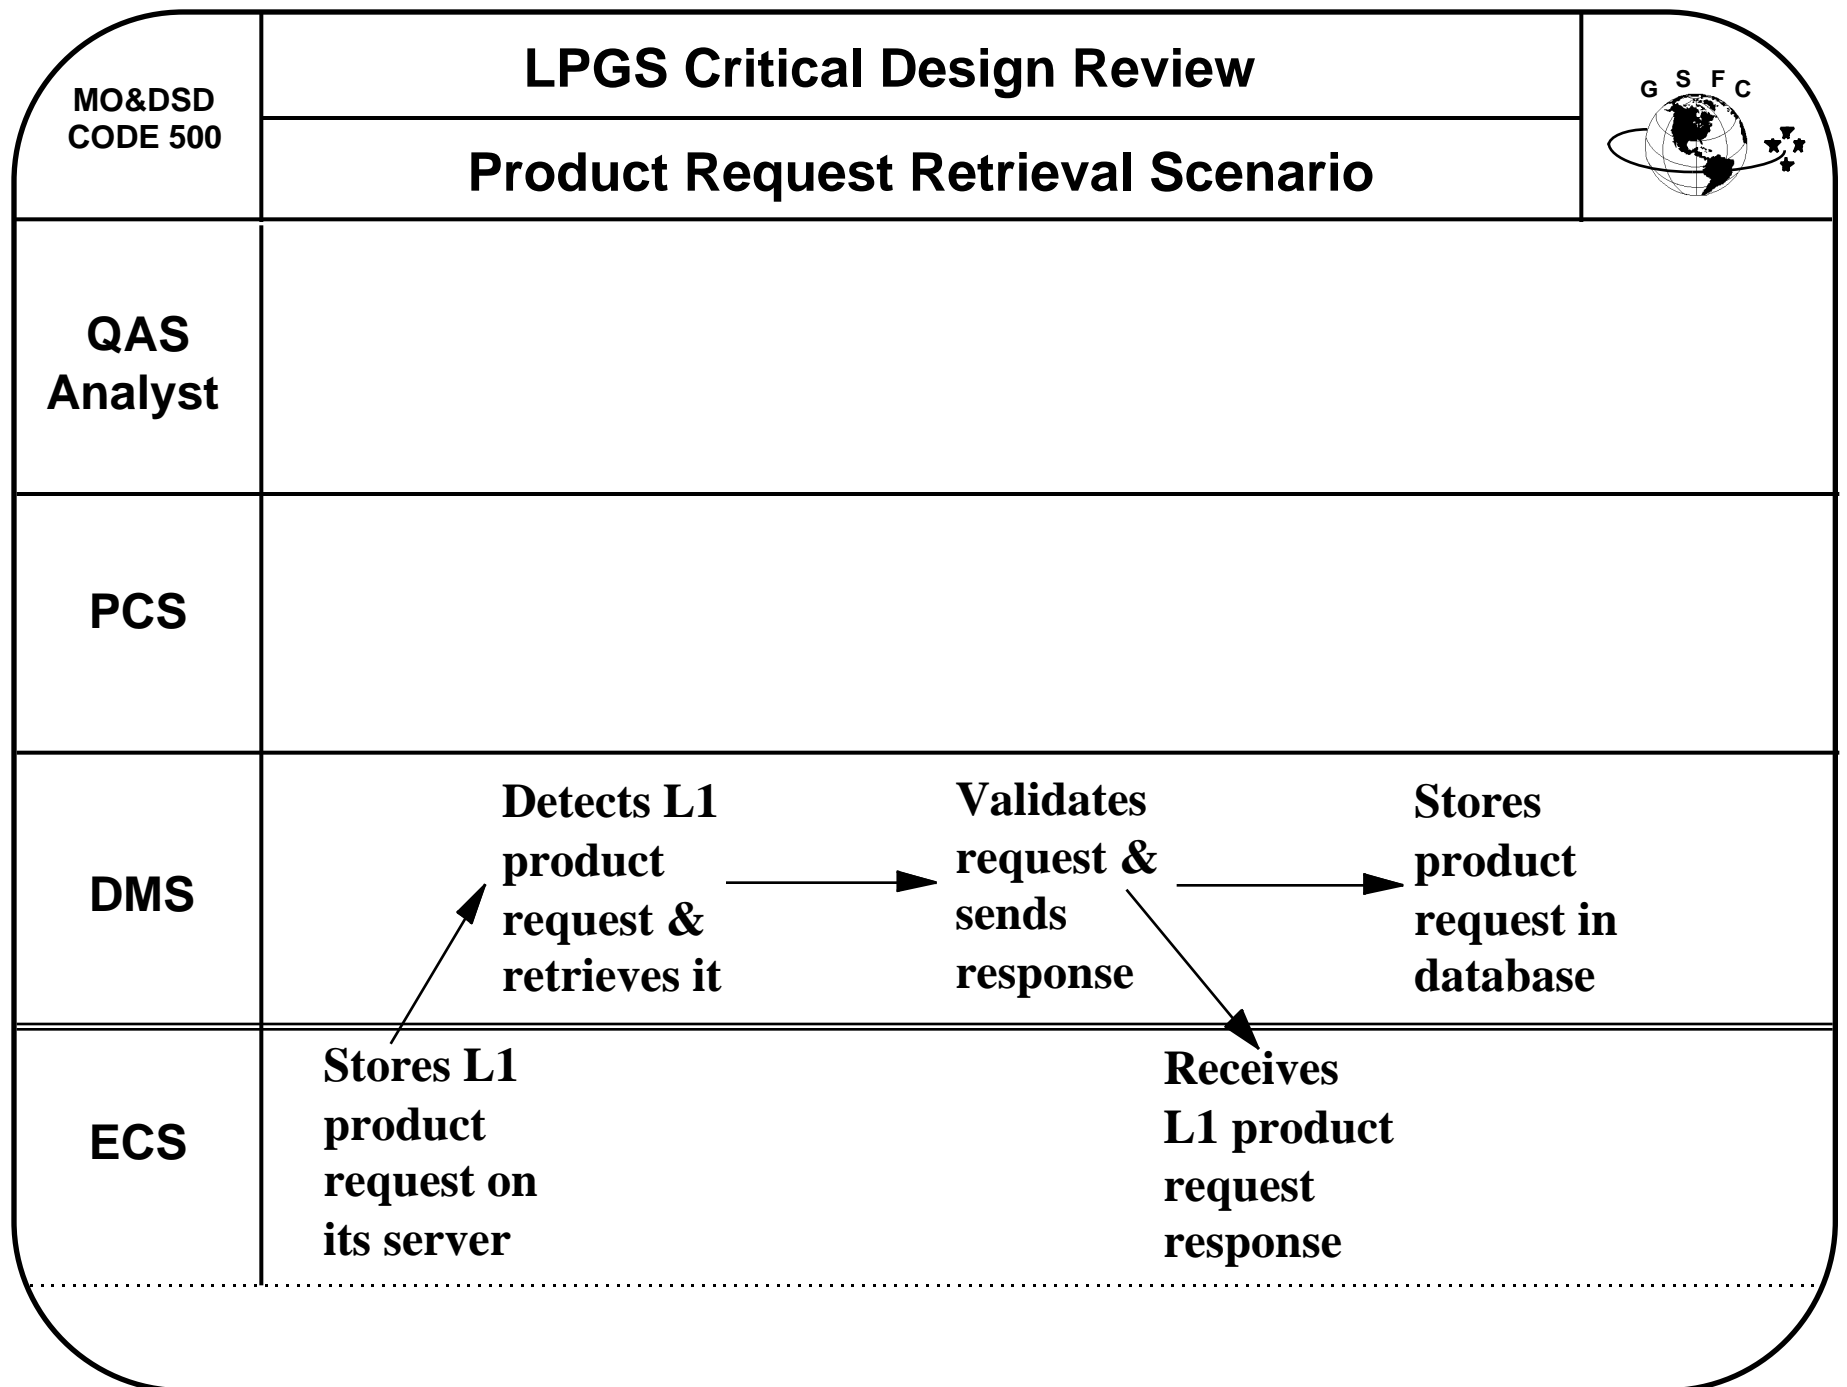 MO&DSD
CODE 500
LPGS Critical Design Review
Product Request Retrieval Scenario
G S F C
QAS
Analyst
PCS
DMS
Detects L1
product
request &
retrieves it
Validates
request &
sends
response
Stores
product
request in
database
ECS
Stores L1
product
request on
its server
Receives
L1 product
request
response